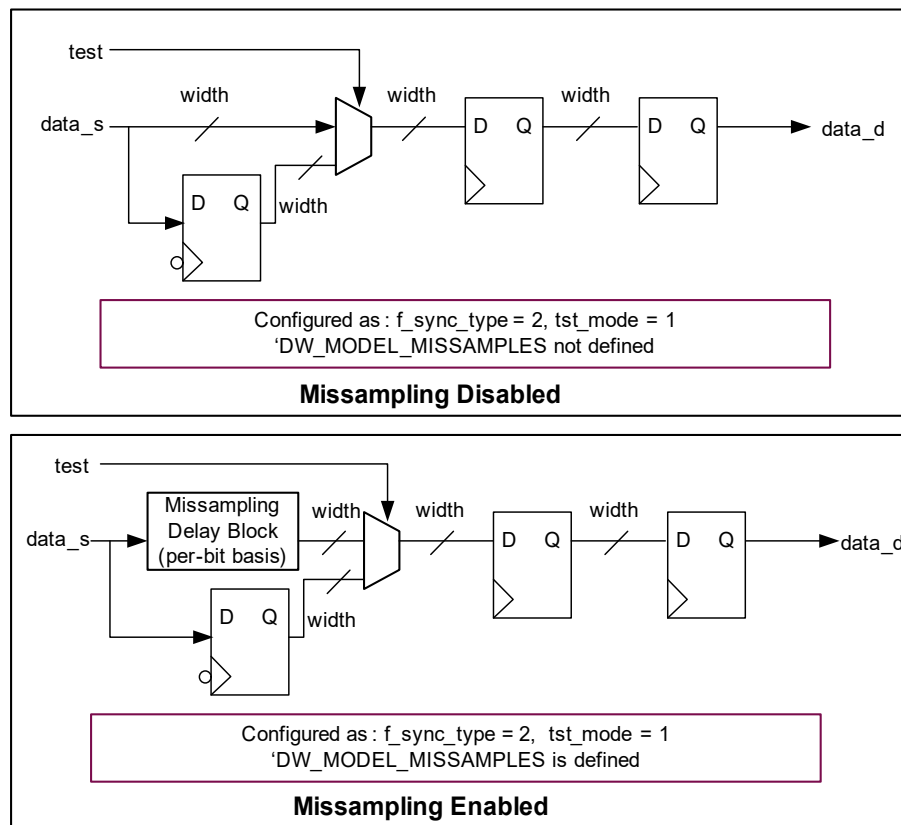 test
width
width
width
data_s
D Q
D Q
data_d
D Q
width
Configured as : f_sync_type = 2, tst_mode = 1
‘DW_MODEL_MISSAMPLES not defined
Missampling Disabled
test
Missampling
Delay Block
(per-bit basis)
width
width
width
data_s
D Q
D Q
data_d
D Q
width
Configured as : f_sync_type = 2, tst_mode = 1
‘DW_MODEL_MISSAMPLES is defined
Missampling Enabled